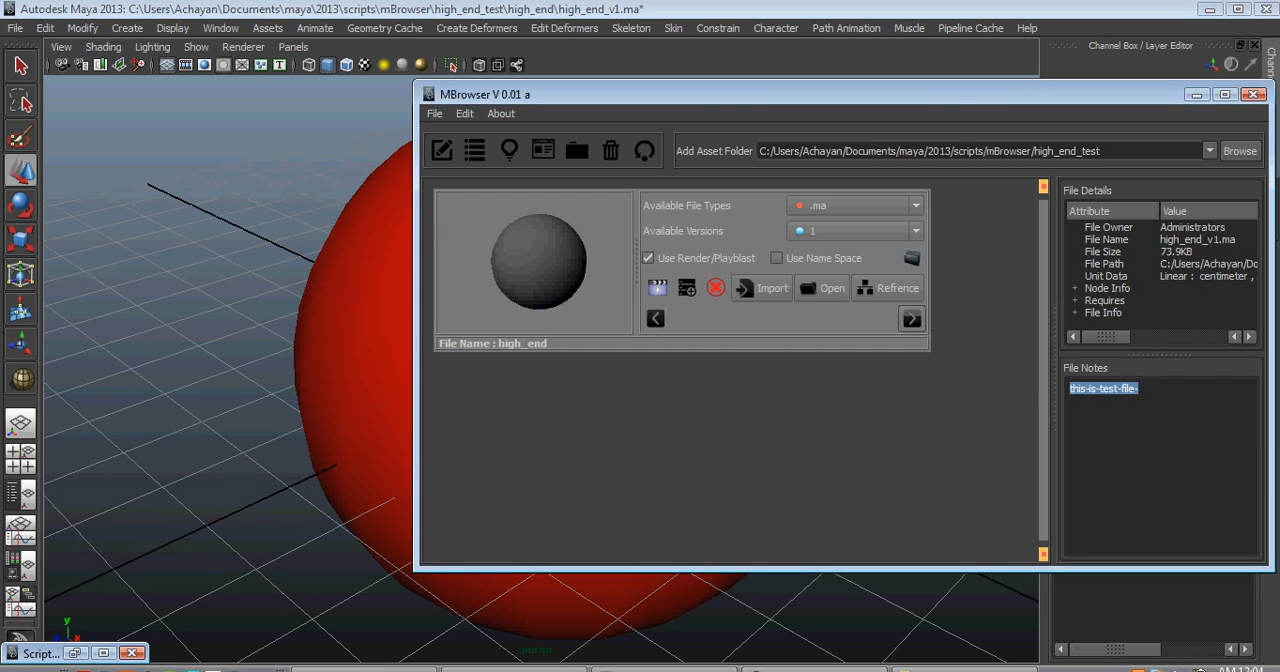 Autodesk Maya 2013: C:\Users\Achayan\Documents\maya\2013\scripts\mBrowser\high_end_test\high_end\high_end_v1.ma*
File Edit Modify Create Display Window Assets Animate Geometry Cache Create Deformers Edit Deformers Skeleton Skin Constrain Character Path Animation Muscle Pipeline Cache Help
View Shading Lighting Show Renderer Panels
Channel Box / Layer Editor
MBrowser V 0.01 a
File Edit About
Add Asset Folder C:/Users/Achayan/Documents/maya/2013/scripts/mBrowser/high_end_test Browse
Available File Types .ma
Available Versions 1
Use Render/Playblast Use Name Space
Import Open Refrence
File Name : high_end
File Details
Attribute Value
File Owner Administrators
File Name high_end_v1.ma
File Size 73.9KB
File Path C:/Users/Achayan/Do
Unit Data Linear : centimeter ,
+ Node Info
+ Requires
+ File Info
File Notes
this-is-test-file-
persp
y
x
Script...
AM 12:04